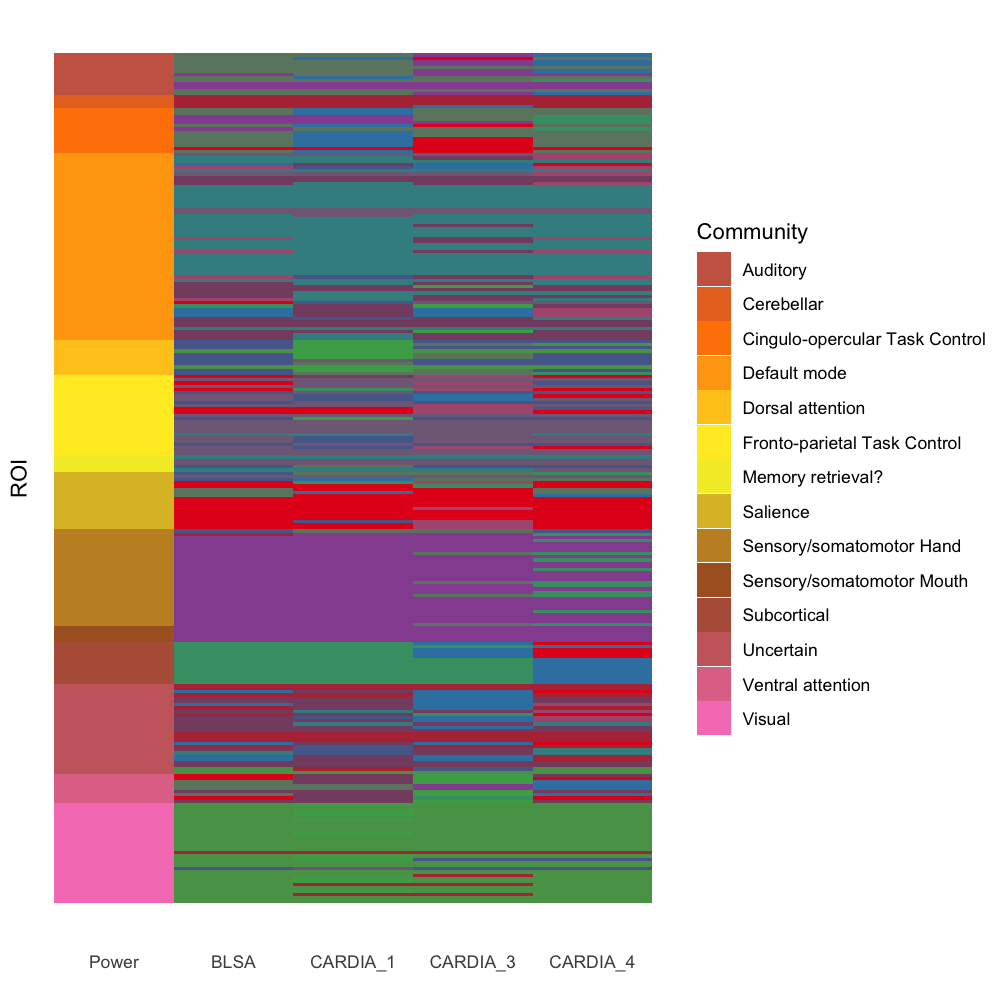 ROI
Power
BLSA
CARDIA_1
CARDIA_3
CARDIA_4
Community
Auditory
Cerebellar
Cingulo-opercular Task Control
Default mode
Dorsal attention
Fronto-parietal Task Control
Memory retrieval?
Salience
Sensory/somatomotor Hand
Sensory/somatomotor Mouth
Subcortical
Uncertain
Ventral attention
Visual